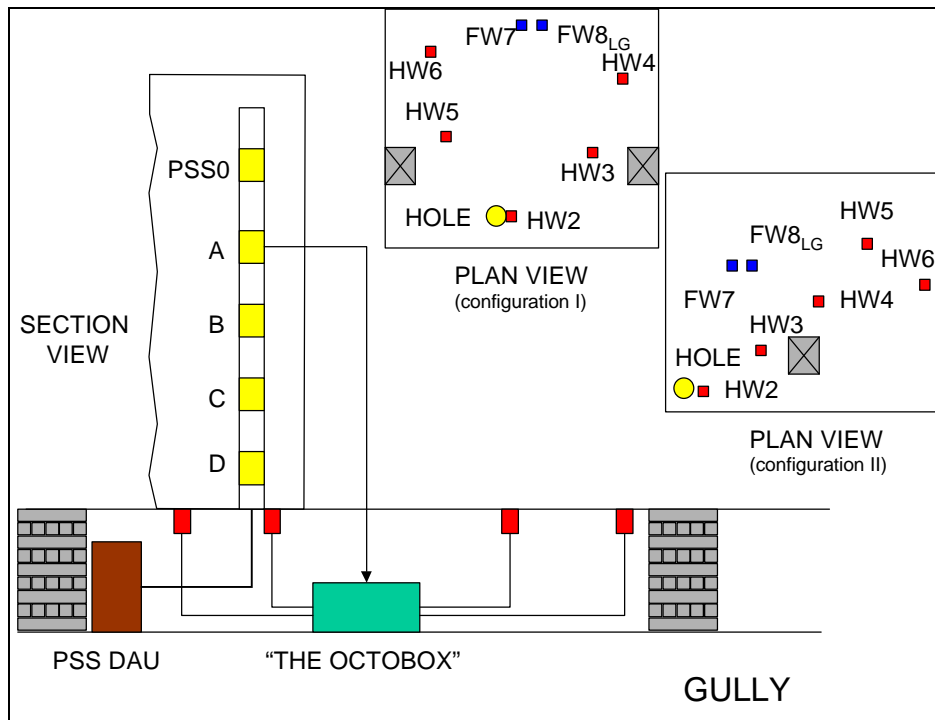 FW7
FW8LG
HW6
HW4
HW5
HW3
HOLE
HW2
PLAN VIEW
(configuration I)
PSS0
A
B
C
D
SECTION
VIEW
HW5
FW8LG
HW6
FW7
HW4
HW3
HOLE
HW2
PLAN VIEW
(configuration II)
PSS DAU
“THE OCTOBOX”
GULLY